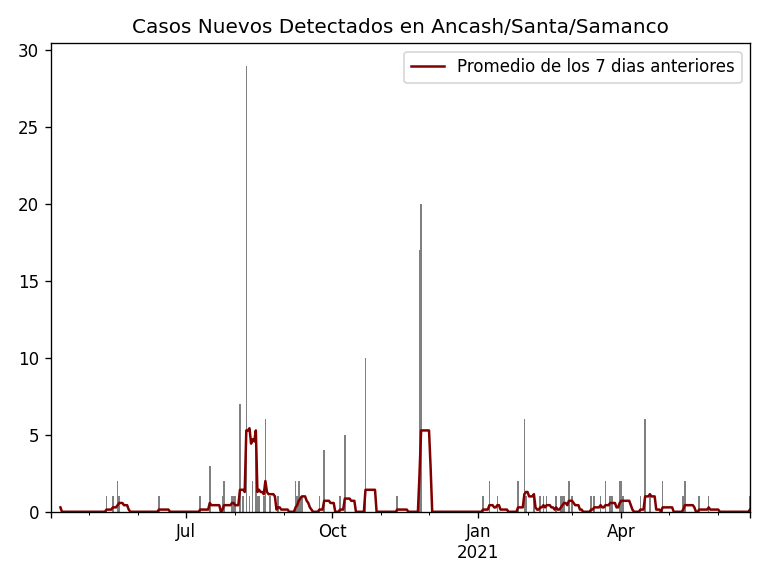 Casos Nuevos Detectados en Ancash/Santa/Samanco
Promedio de los 7 dias anteriores
30
25
20
15
10
5
0
Jul
Oct
Jan
2021
Apr